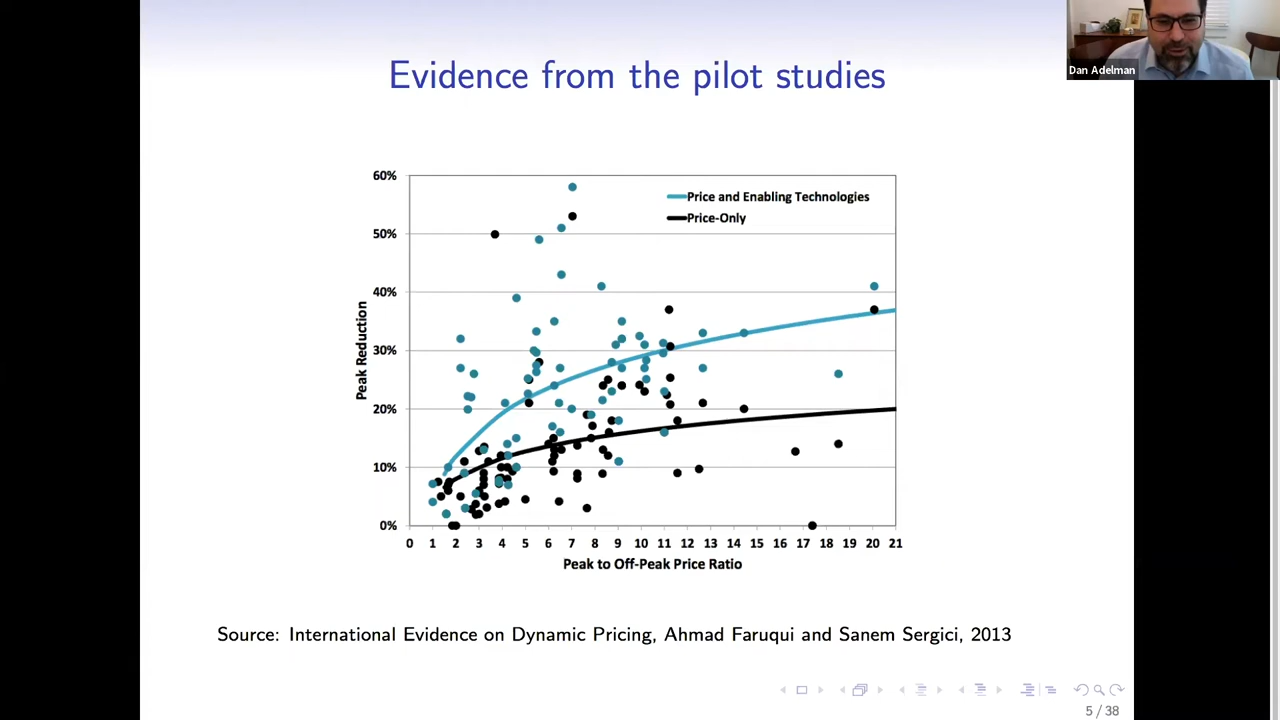 Evidence from the pilot studies
Dan Adelman
60%
50%
40%
30%
20%
10%
0%
Peak Reduction
Price and Enabling Technologies
Price-Only
0 1 2 3 4 5 6 7 8 9 10 11 12 13 14 15 16 17 18 19 20 21
Peak to Off-Peak Price Ratio
Source: International Evidence on Dynamic Pricing, Ahmad Faruqui and Sanem Sergici, 2013
5 / 38